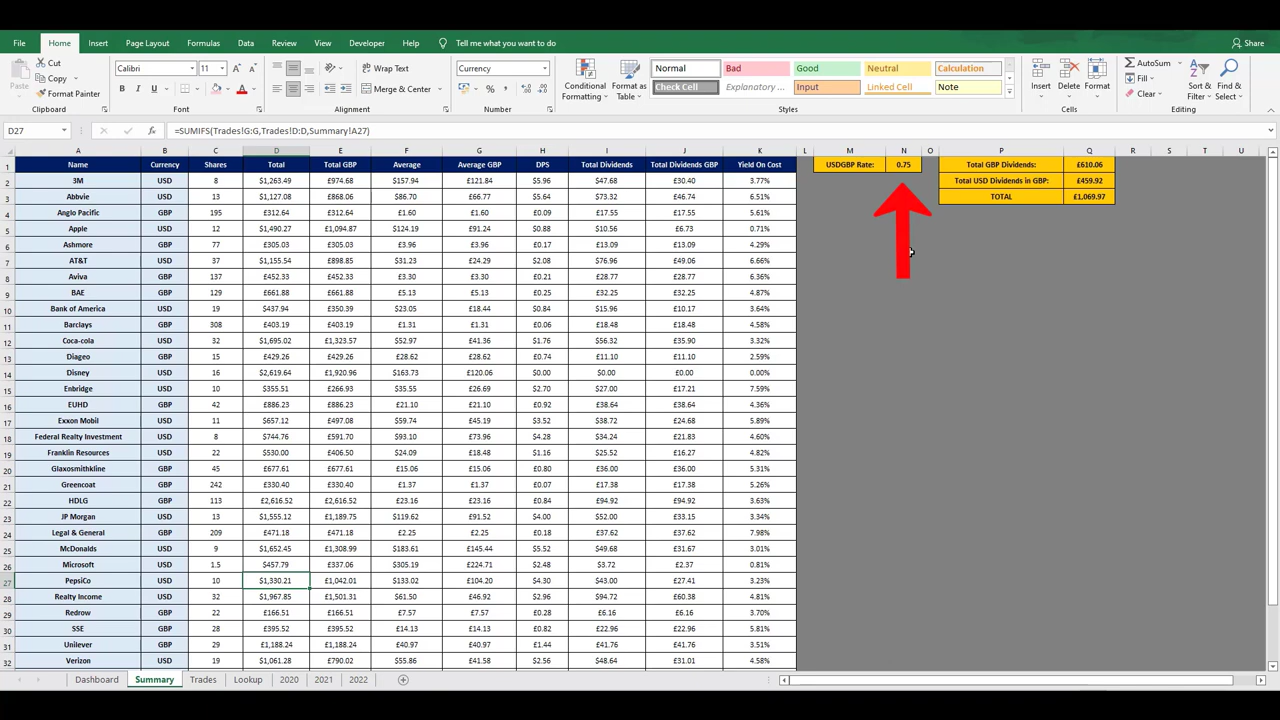 File Home Insert Page Layout Formulas Data Review View Developer Help Tell me what you want to do Share
Paste Cut Copy Format Painter Calibri 11 Wrap Text Merge & Center Currency Conditional Formatting Format as Table Normal Bad Good Neutral Calculation Check Cell Explanatory ... Input Linked Cell Note Insert Delete Format AutoSum Fill Clear Sort & Filter Find & Select
Clipboard Font Alignment Number Styles Cells Editing
D27 =SUMIFS(Trades!G:G,Trades!D:D,Summary!A27)
A B C D E F G H I J K L M N O P Q R S T U
1 Name Currency Shares Total Total GBP Average Average GBP DPS Total Dividends Total Dividends GBP Yield On Cost USDGBP Rate: 0.75 Total GBP Dividends: £610.06
2 3M USD 8 $1,263.49 £974.68 $157.94 £121.84 $5.96 $47.68 £30.40 3.77% Total USD Dividends in GBP: £459.92
3 Abbvie USD 13 $1,127.08 £868.06 $86.70 £66.77 $5.64 $73.32 £46.74 6.51% TOTAL £1,069.97
4 Anglo Pacific GBP 195 £312.64 £312.64 £1.60 £1.60 £0.09 £17.55 £17.55 5.61%
5 Apple USD 12 $1,490.27 £1,094.87 $124.19 £91.24 $0.88 $10.56 £6.73 0.71%
6 Ashmore GBP 77 £305.03 £305.03 £3.96 £3.96 £0.17 £13.09 £13.09 4.29%
7 AT&T USD 37 $1,155.54 £898.85 $31.23 £24.29 $2.08 $76.96 £49.06 6.66%
8 Aviva GBP 137 £452.33 £452.33 £3.30 £3.30 £0.21 £28.77 £28.77 6.36%
9 BAE GBP 129 £661.88 £661.88 £5.13 £5.13 £0.25 £32.25 £32.25 4.87%
10 Bank of America USD 19 $437.94 £350.39 $23.05 £18.44 $0.84 $15.96 £10.17 3.64%
11 Barclays GBP 308 £403.19 £403.19 £1.31 £1.31 £0.06 £18.48 £18.48 4.58%
12 Coca-cola USD 32 $1,695.02 £1,323.57 $52.97 £41.36 $1.76 $56.32 £35.90 3.32%
13 Diageo GBP 15 £429.26 £429.26 £28.62 £28.62 £0.74 £11.10 £11.10 2.59%
14 Disney USD 16 $2,619.64 £1,920.96 $163.73 £120.06 $0.00 $0.00 £0.00 0.00%
15 Enbridge USD 10 $355.51 £266.93 $35.55 £26.69 $2.70 $27.00 £17.21 7.59%
16 EUHD GBP 42 £886.23 £886.23 £21.10 £21.10 £0.92 £38.64 £38.64 4.36%
17 Exxon Mobil USD 11 $657.12 £497.08 $59.74 £45.19 $3.52 $38.72 £24.68 5.89%
18 Federal Realty Investment USD 8 $744.76 £591.70 $93.10 £73.96 $4.28 $34.24 £21.83 4.60%
19 Franklin Resources USD 22 $530.00 £406.50 $24.09 £18.48 $1.16 $25.52 £16.27 4.82%
20 Glaxosmithkline GBP 45 £677.61 £677.61 £15.06 £15.06 £0.80 £36.00 £36.00 5.31%
21 Greencoat GBP 242 £330.40 £330.40 £1.37 £1.37 £0.07 £17.38 £17.38 5.26%
22 HDLG GBP 113 £2,616.52 £2,616.52 £23.16 £23.16 £0.84 £94.92 £94.92 3.63%
23 JP Morgan USD 13 $1,555.12 £1,189.75 $119.62 £91.52 $4.00 $52.00 £33.15 3.34%
24 Legal & General GBP 209 £471.18 £471.18 £2.25 £2.25 £0.18 £37.62 £37.62 7.98%
25 McDonalds USD 9 $1,652.45 £1,308.99 $183.61 £145.44 $5.52 $49.68 £31.67 3.01%
26 Microsoft USD 1.5 $457.79 £337.06 $305.19 £224.71 $2.48 $3.72 £2.37 0.81%
27 PepsiCo USD 10 $1,330.21 £1,042.01 $133.02 £104.20 $4.30 $43.00 £27.41 3.23%
28 Realty Income USD 32 $1,967.85 £1,501.31 $61.50 £46.92 $2.96 $94.72 £60.38 4.81%
29 Redrow GBP 22 £166.51 £166.51 £7.57 £7.57 £0.28 £6.16 £6.16 3.70%
30 SSE GBP 28 £395.52 £395.52 £14.13 £14.13 £0.82 £22.96 £22.96 5.81%
31 Unilever GBP 29 £1,188.24 £1,188.24 £40.97 £40.97 £1.44 £41.76 £41.76 3.51%
32 Verizon USD 19 $1,061.28 £790.02 $55.86 £41.58 $2.56 $48.64 £31.01 4.58%
Dashboard Summary Trades Lookup 2020 2021 2022